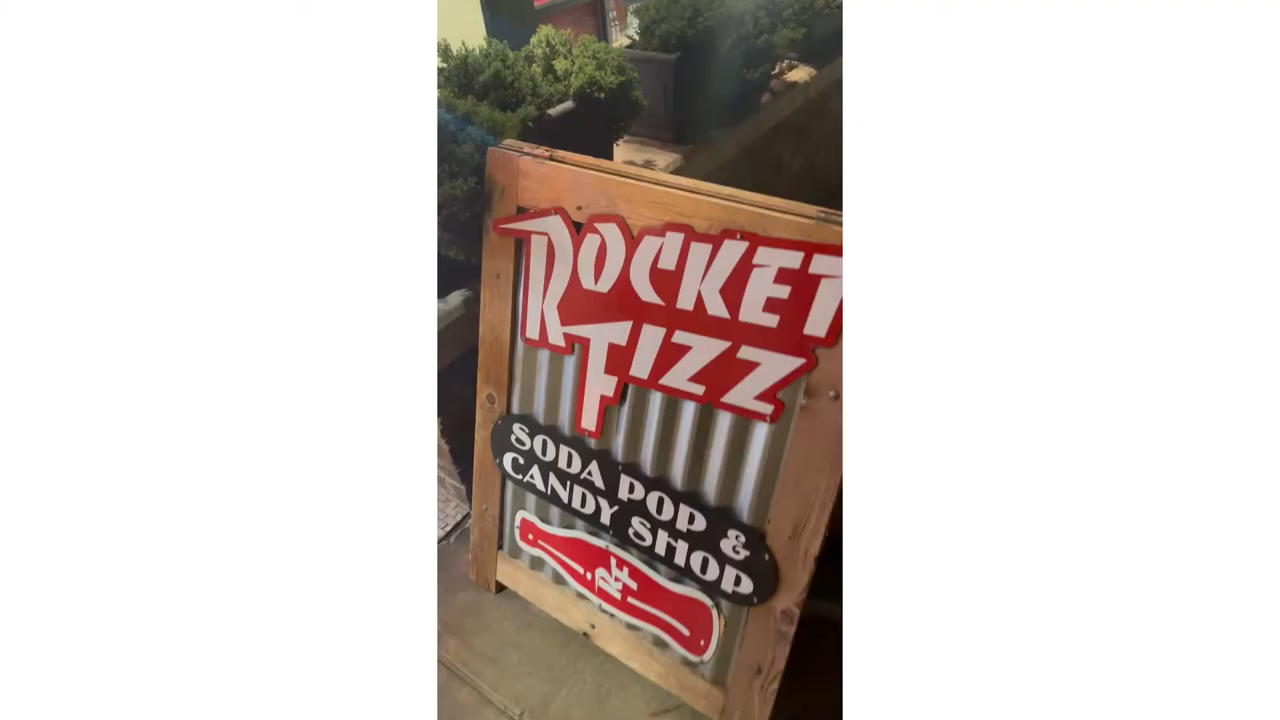 ROCKET
FIZZ
SODA POP &
CANDY SHOP
RF